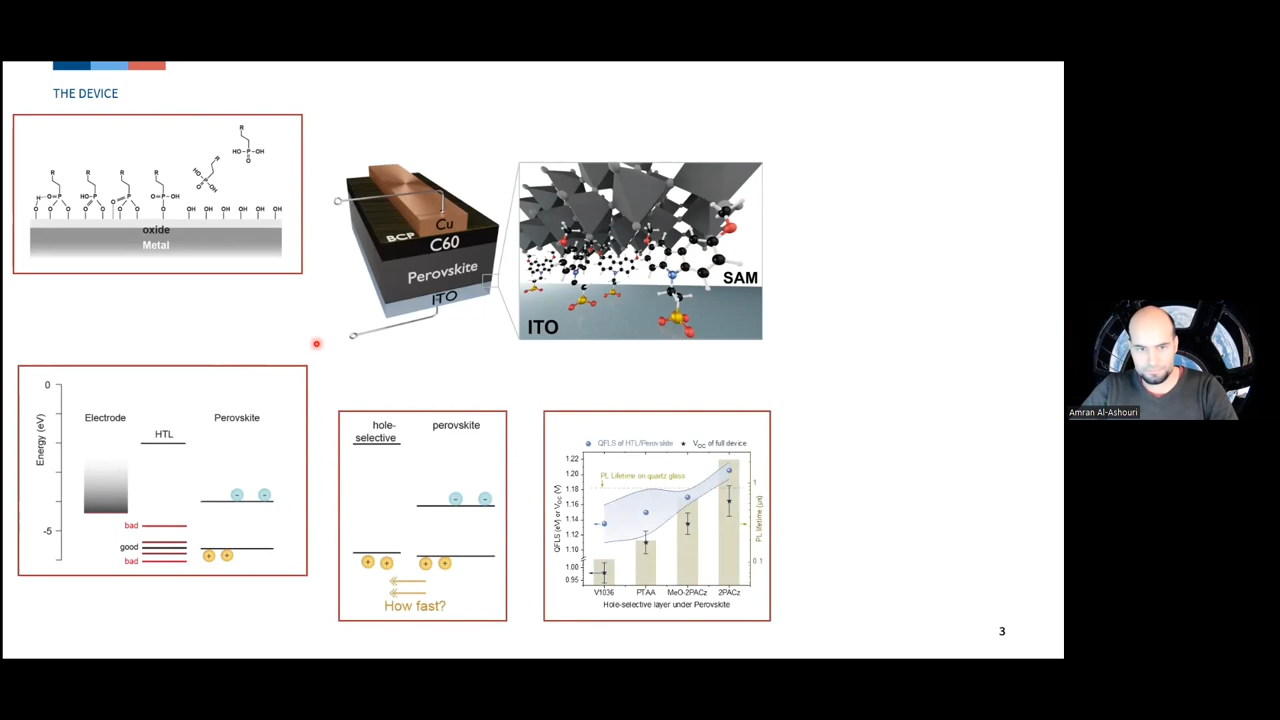 THE DEVICE
R
HO-P-OH
O
R
HO
P
O
OH
R R R R
H O=P HO-P O=P O=P-OH
O O O O O O O O OH OH OH OH OH OH
oxide
Metal
Cu
BCP
C60
Perovskite
ITO
SAM
ITO
0
Energy (eV)
-5
Electrode
HTL
Perovskite
- -
bad
good
bad
+ +
hole-
selective
perovskite
- -
+ + + +
How fast?
QFLS of HTL/Perovskite
VOC of full device
PL Lifetime on quartz glass
QFLS (eV) or VOC (V)
1.22
1.20
1.18
1.16
1.14
1.12
1.10
1.00
0.95
1
0.1
PL lifetime (µs)
V1036 PTAA MeO-2PACz 2PACz
Hole-selective layer under Perovskite
3
Amran Al-Ashouri